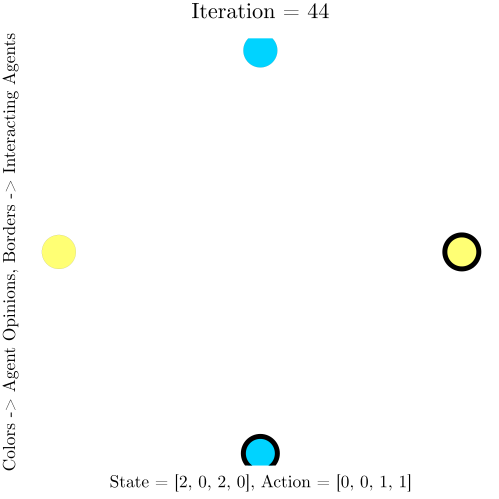 Iteration = 44
Colors -> Agent Opinions, Borders -> Interacting Agents
State = [2, 0, 2, 0], Action = [0, 0, 1, 1]